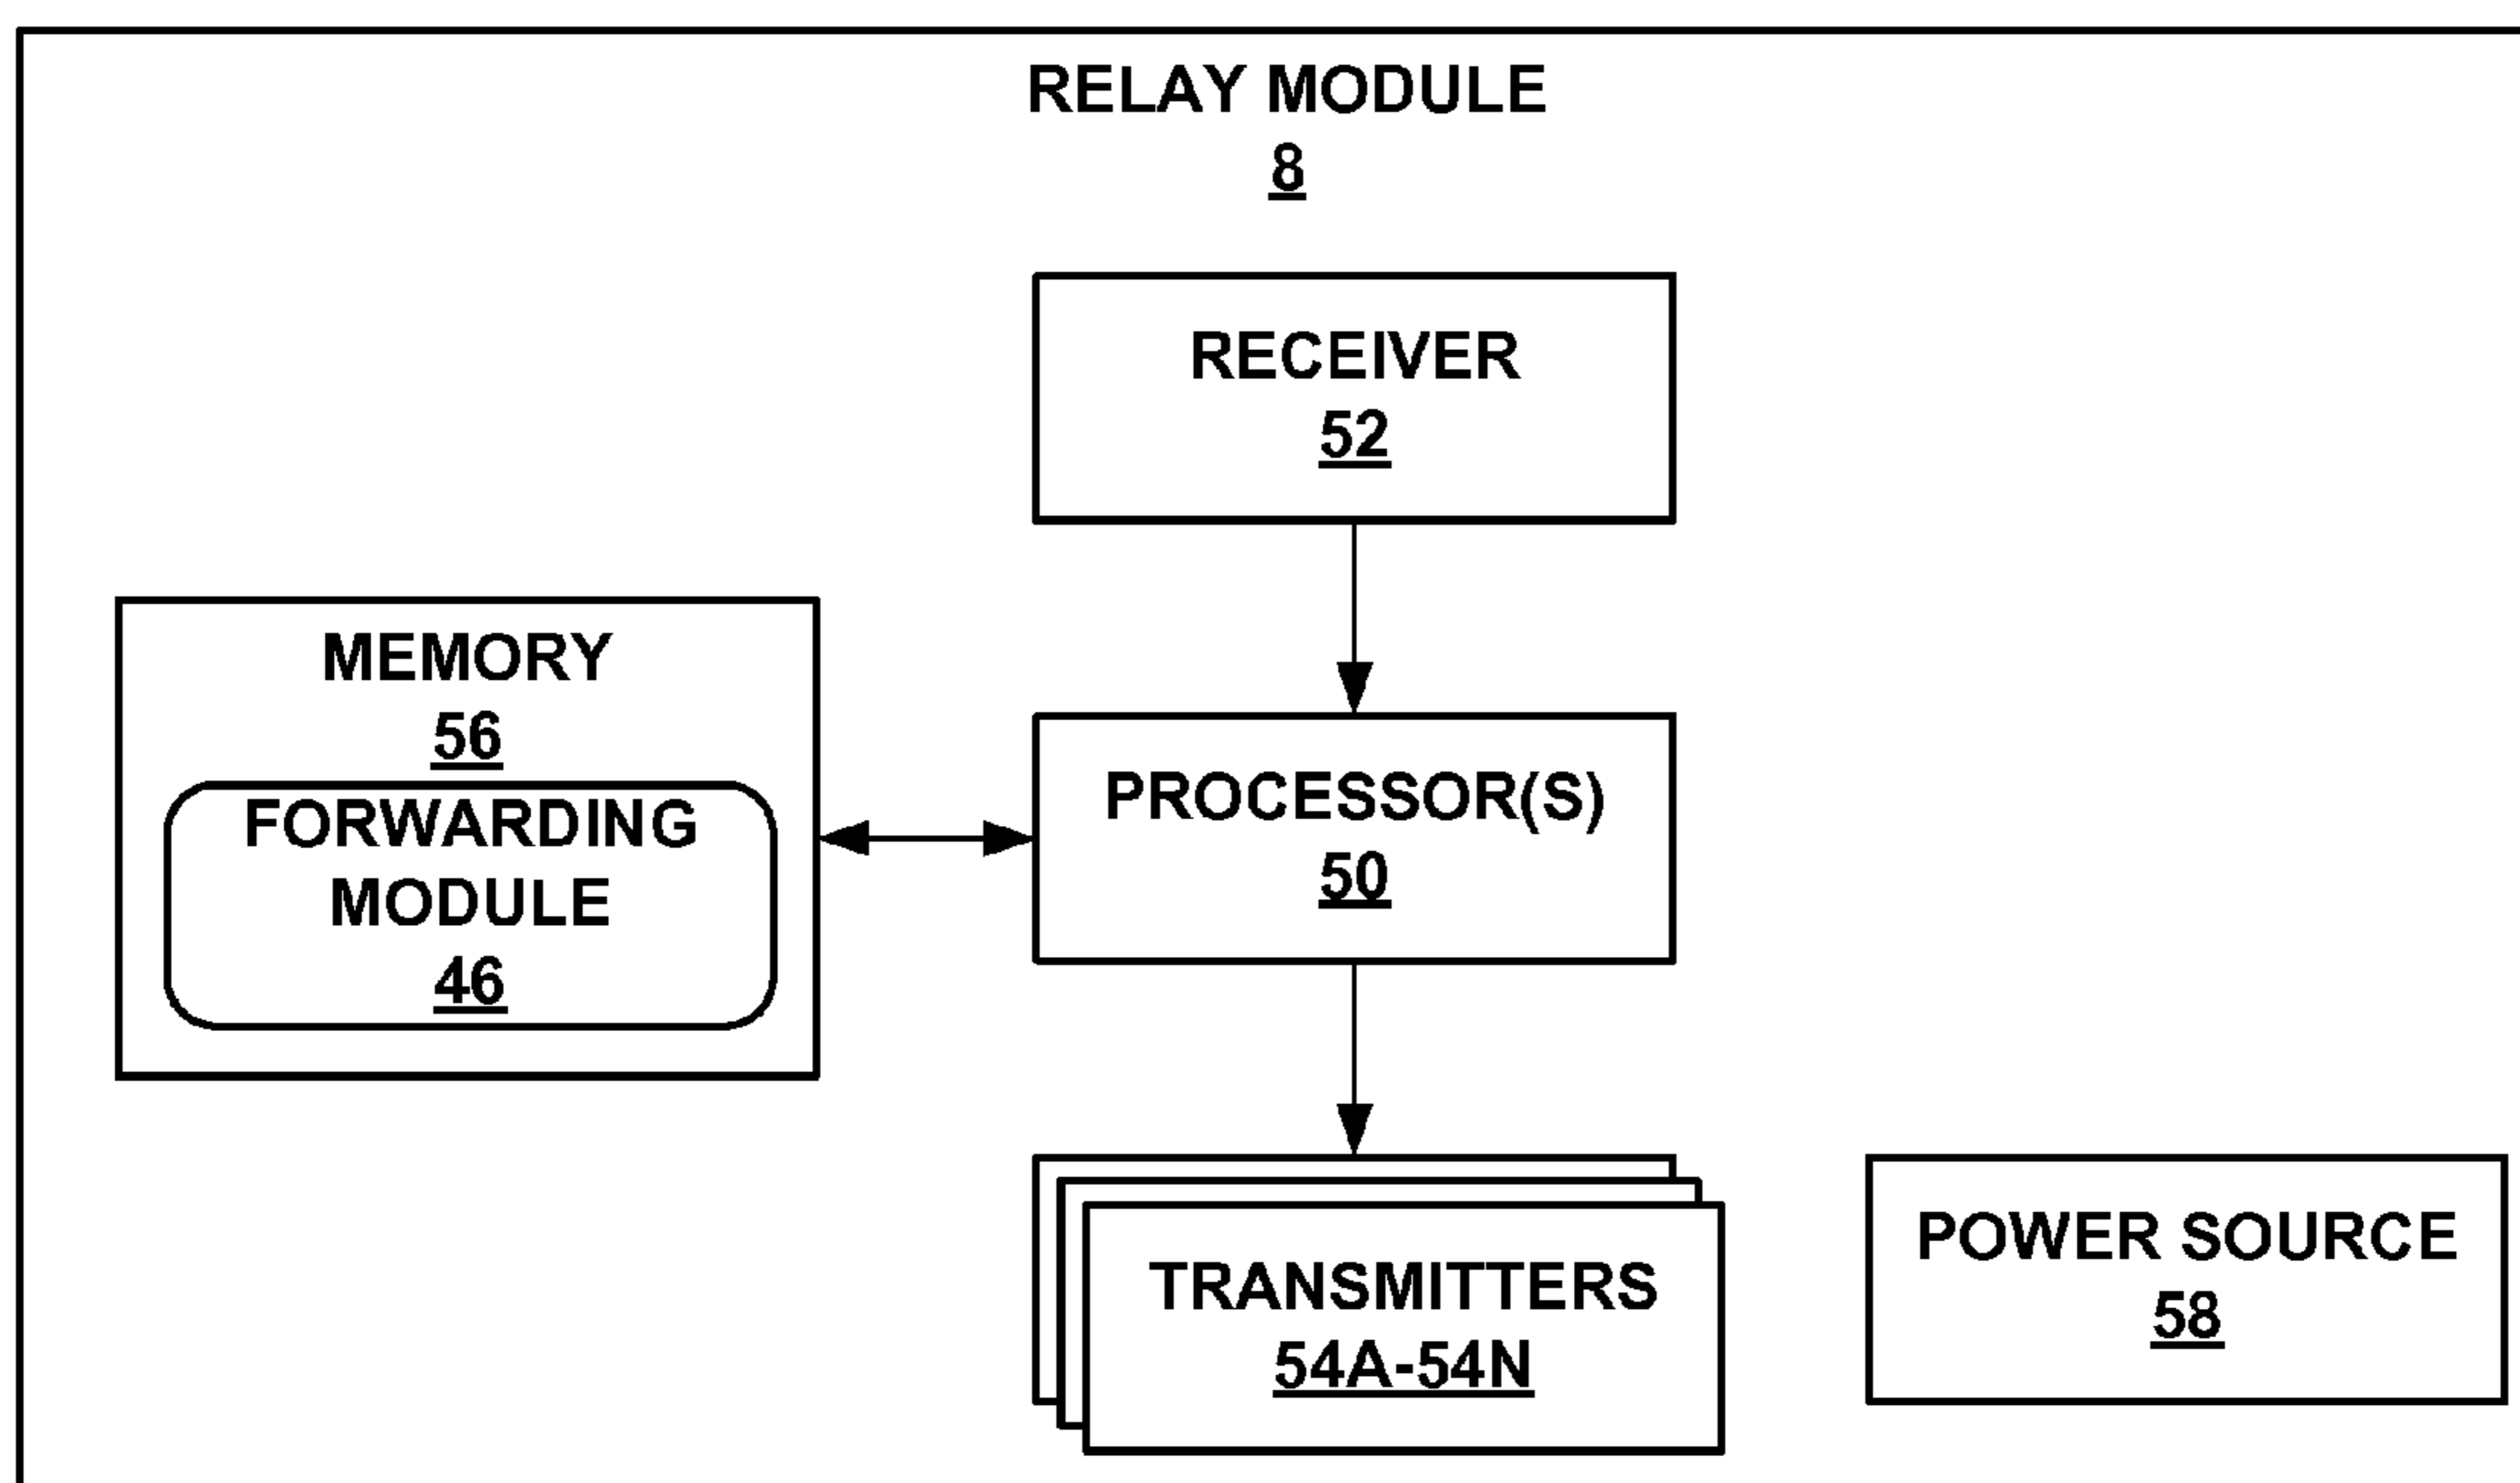 RELAY MODULE
8
RECEIVER
52
MEMORY
56
FORWARDING
MODULE
46
PROCESSOR(S)
50
TRANSMITTERS
54A-54N
POWER SOURCE
58